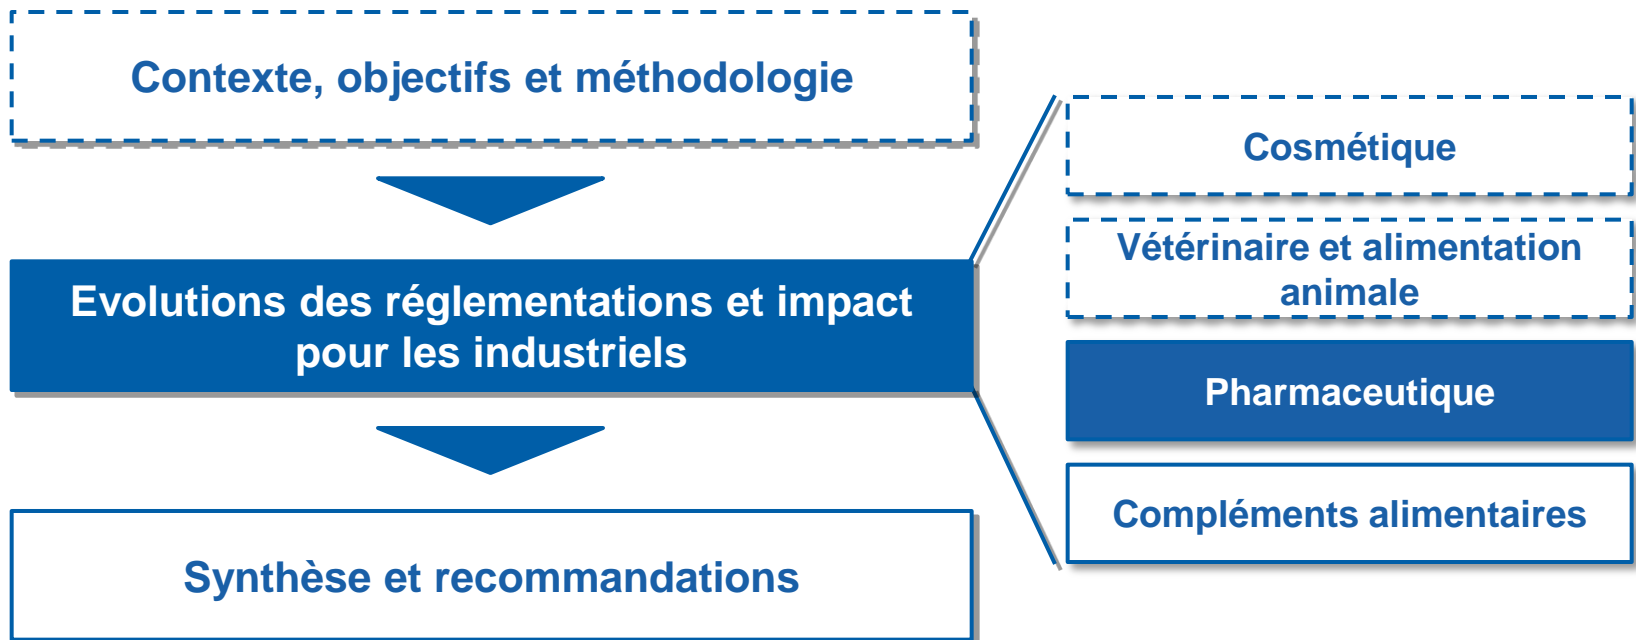 Contexte, objectifs et méthodologie
Evolutions des réglementations et impact
pour les industriels
Synthèse et recommandations
Cosmétique
Vétérinaire et alimentation
animale
Pharmaceutique
Compléments alimentaires